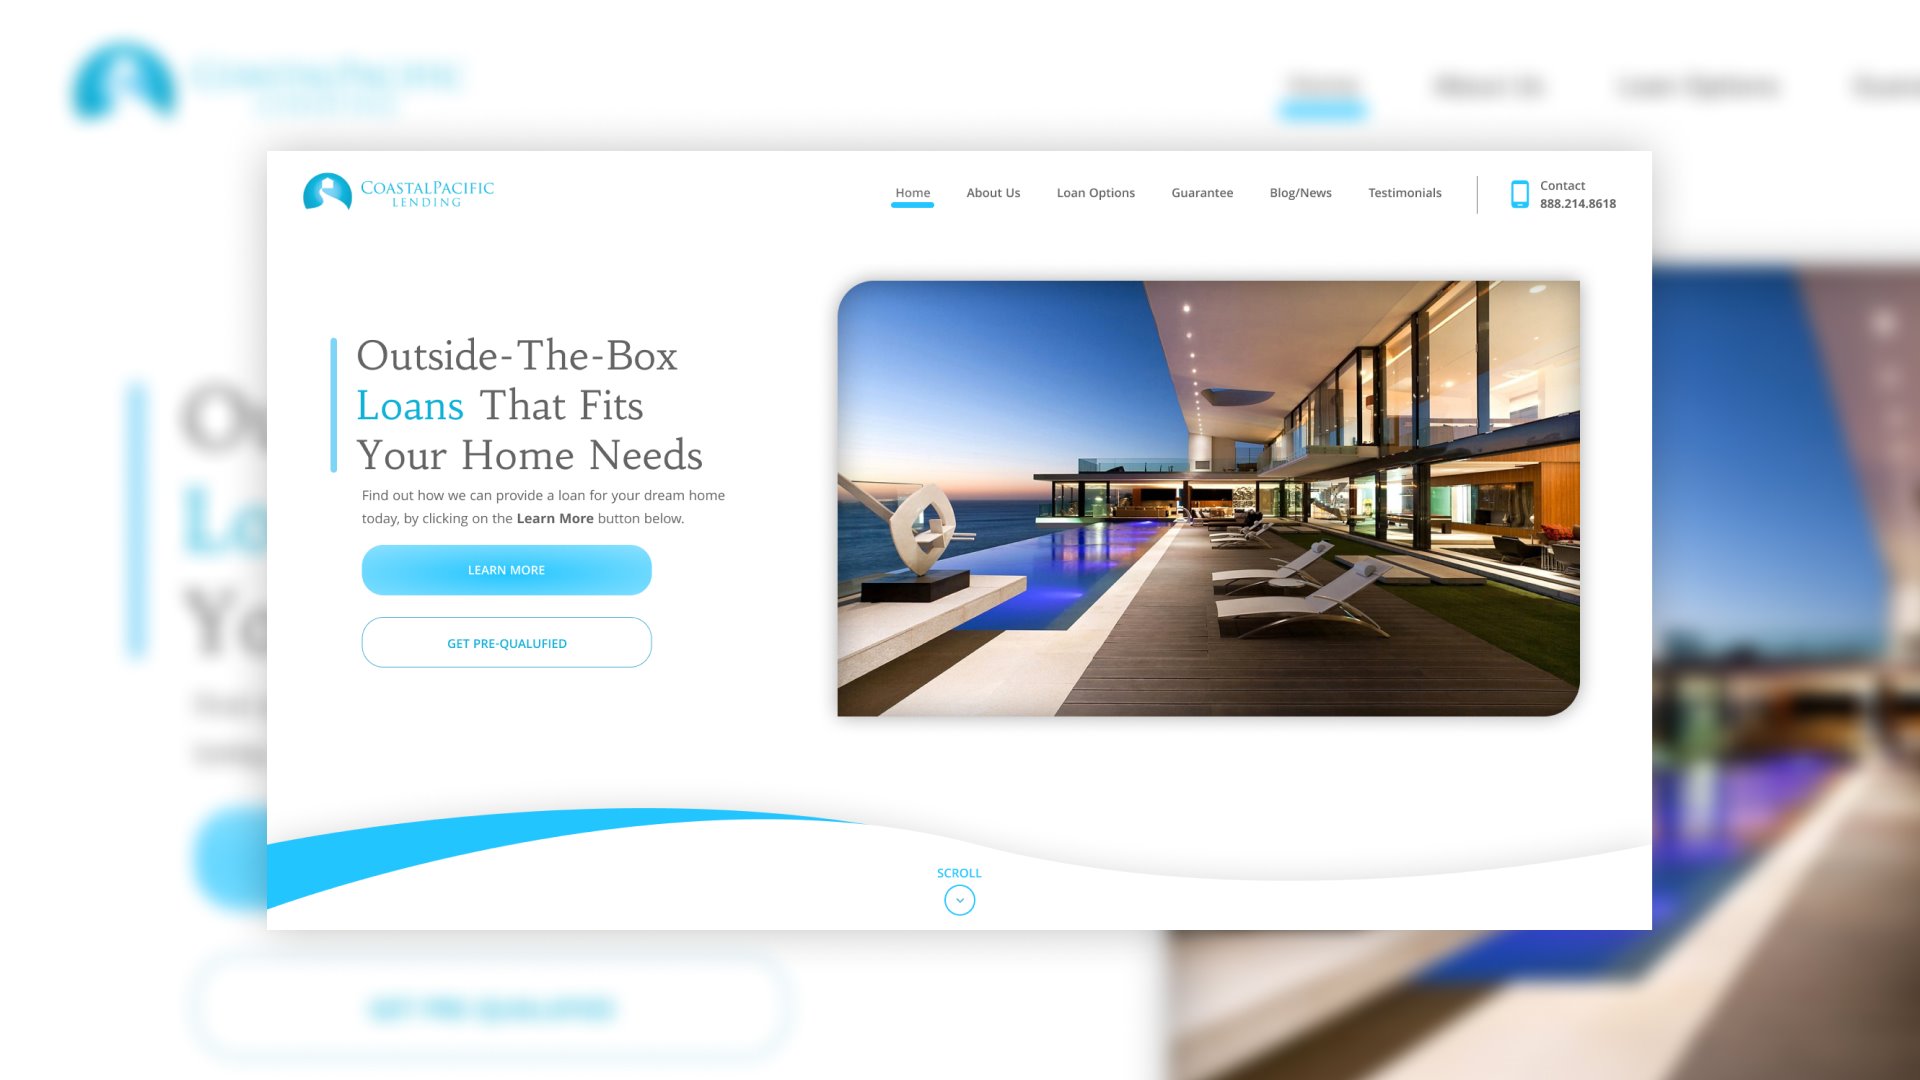 CoastalPacific
LENDING
Home
About Us
Loan Options
Guarantee
Blog/News
Testimonials
Contact
888.214.8618
Outside-The-Box
Loans That Fits
Your Home Needs
Find out how we can provide a loan for your dream home
today, by clicking on the Learn More button below.
LEARN MORE
GET PRE-QUALUFIED
SCROLL